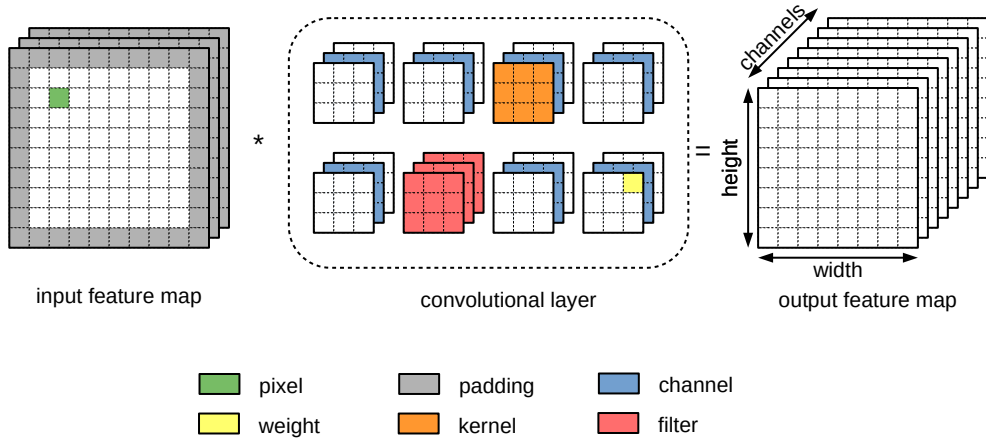 channels
*
=
height
width
input feature map
convolutional layer
output feature map
pixel
padding
channel
weight
kernel
filter